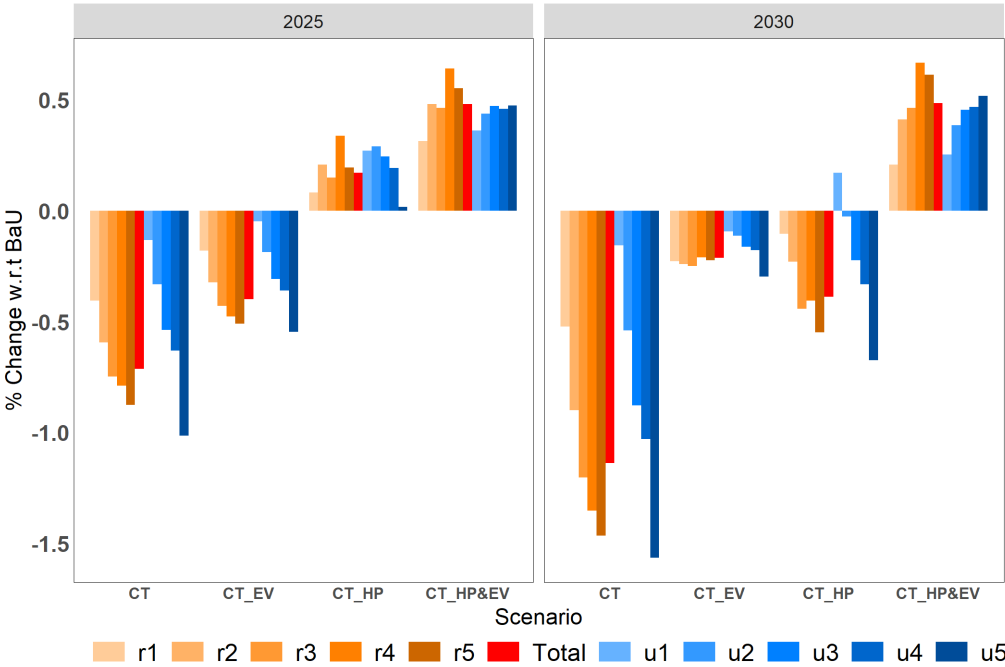 2025 2030
% Change w.r.t BaU
0.5
0.0
-0.5
-1.0
-1.5
CT CT_EV CT_HP CT_HP&EV CT CT_EV CT_HP CT_HP&EV
Scenario
r1 r2 r3 r4 r5 Total u1 u2 u3 u4 u5